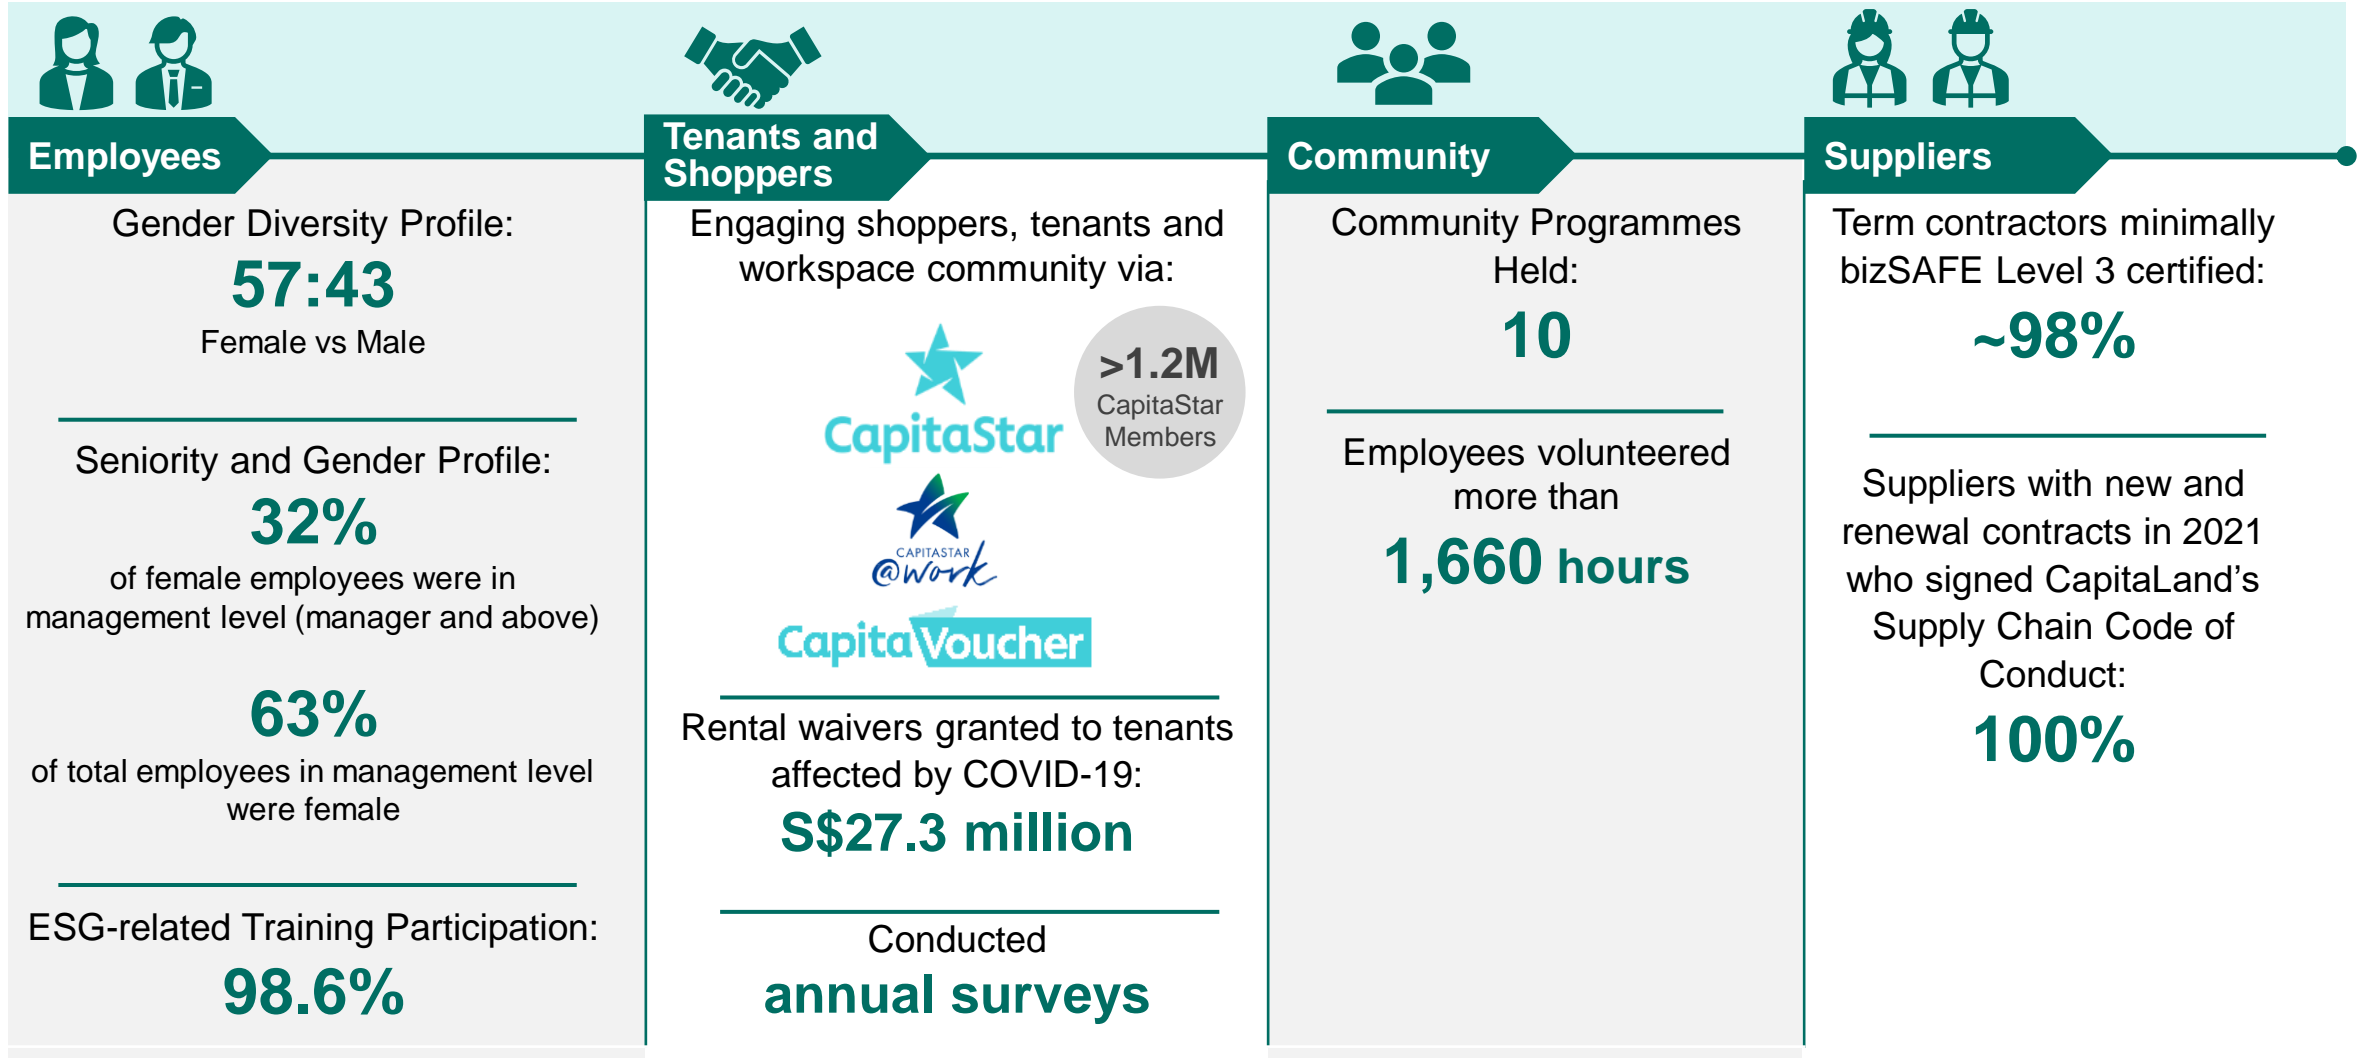 Employees
Gender Diversity Profile:
57:43
Female vs Male
Seniority and Gender Profile:
32%
of female employees were in
management level (manager and above)
63%
of total employees in management level
were female
ESG-related Training Participation:
98.6%
Tenants and
Shoppers
Engaging shoppers, tenants and
workspace community via:
CapitaStar
>1.2M
CapitaStar
Members
CAPITASTAR
@work
CapitaVoucher
Rental waivers granted to tenants
affected by COVID-19:
S$27.3 million
Conducted
annual surveys
Community
Community Programmes
Held:
10
Employees volunteered
more than
1,660 hours
Suppliers
Term contractors minimally
bizSAFE Level 3 certified:
~98%
Suppliers with new and
renewal contracts in 2021
who signed CapitaLand’s
Supply Chain Code of
Conduct:
100%